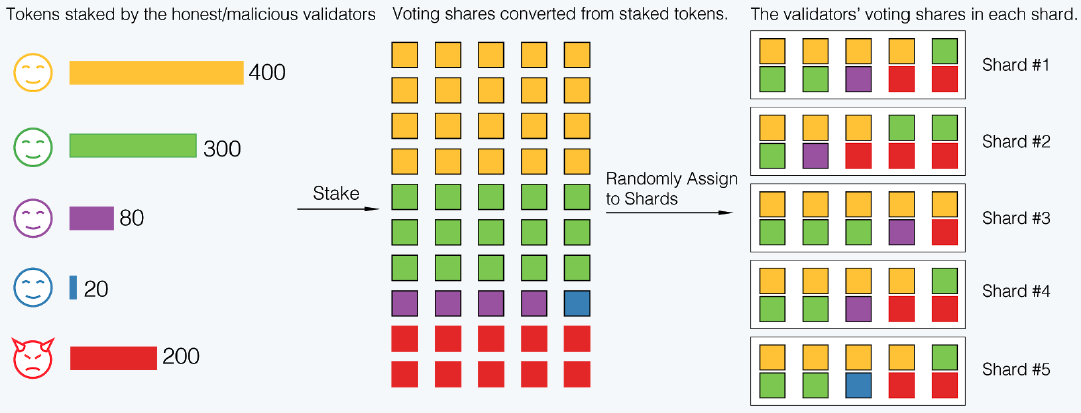 Tokens staked by the honest/malicious validators
Voting shares converted from staked tokens.
The validators' voting shares in each shard.
400
300
80
20
200
Stake
Randomly Assign
to Shards
Shard #1
Shard #2
Shard #3
Shard #4
Shard #5